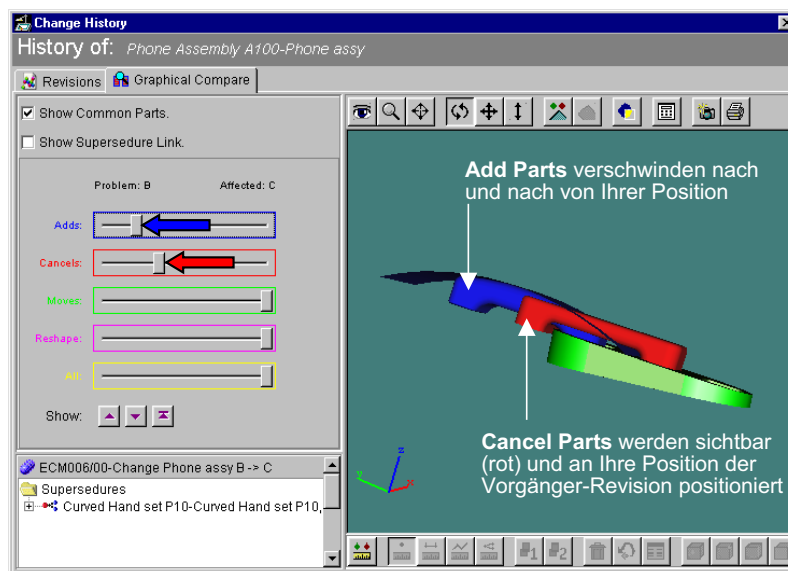 Change History
History of: Phone Assembly A100-Phone assy
Revisions
Graphical Compare
Show Common Parts.
Show Supersedure Link.
Problem: B
Affected: C
Adds:
Cancels:
Moves:
Reshape:
All:
Show:
ECM006/00-Change Phone assy B -> C
Supersedures
Curved Hand set P10-Curved Hand set P10,
Add Parts verschwinden nach
und nach von Ihrer Position
Cancel Parts werden sichtbar
(rot) und an Ihre Position der
Vorgänger-Revision positioniert
z
y
x
1
2